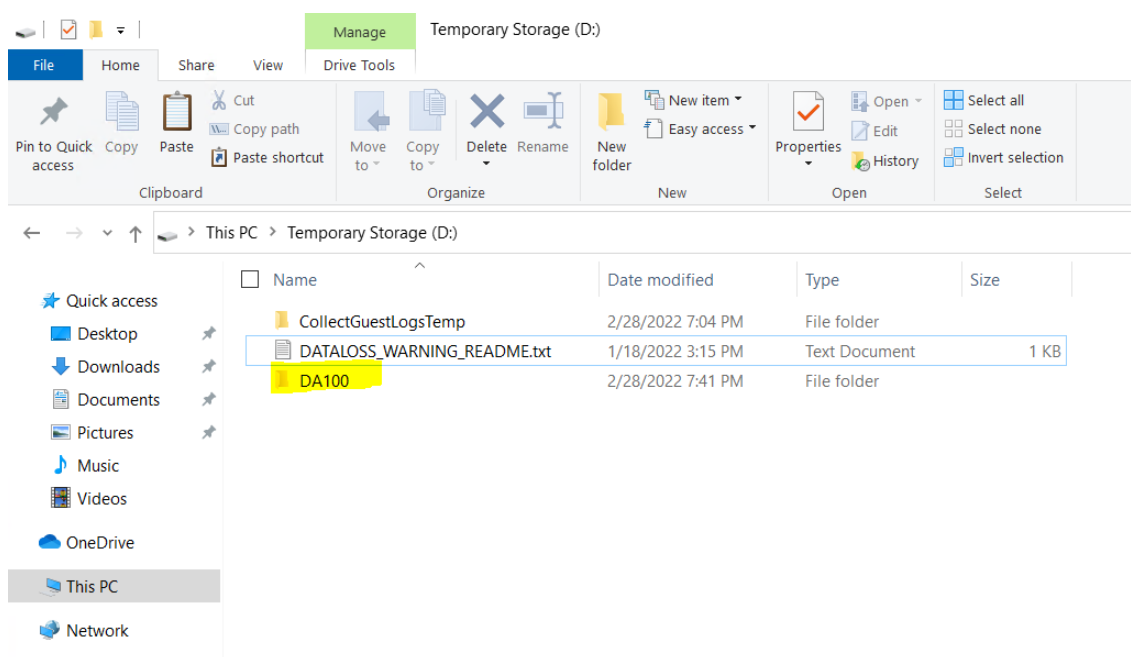 Manage Temporary Storage (D:)
File Home Share View Drive Tools
Pin to Quick access
Copy
Paste
Cut
Copy path
Paste shortcut
Move to
Copy to
Delete
Rename
New folder
New item
Easy access
Properties
Open
Edit
History
Select all
Select none
Invert selection
Clipboard Organize New Open Select
This PC > Temporary Storage (D:)
Name Date modified Type Size
CollectGuestLogsTemp 2/28/2022 7:04 PM File folder
DATALOSS_WARNING_README.txt 1/18/2022 3:15 PM Text Document 1 KB
DA100 2/28/2022 7:41 PM File folder
Quick access
Desktop
Downloads
Documents
Pictures
Music
Videos
OneDrive
This PC
Network